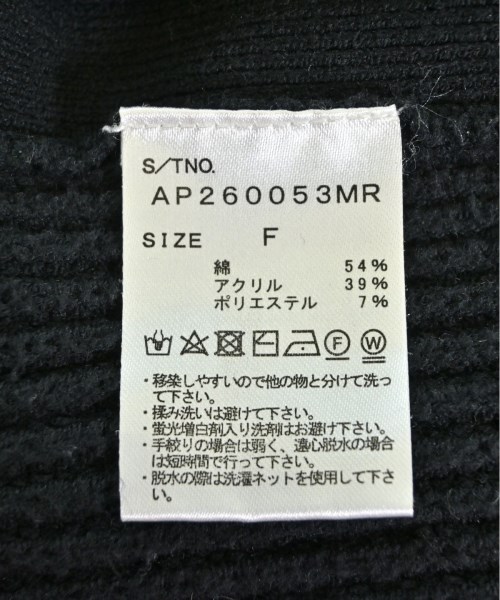 S/TNO.
AP260053MR
SIZE F
綿 54%
アクリル 39%
ポリエステル 7%
F W
・移染しやすいので他の物と分けて洗っ
て下さい。
・揉み洗いは避けて下さい。
・蛍光増白剤入り洗剤はお避け下さい。
・手絞りの場合は弱く、遠心脱水の場合
は短時間で行って下さい。
・脱水の際は洗濯ネットを使用して下さ
い。